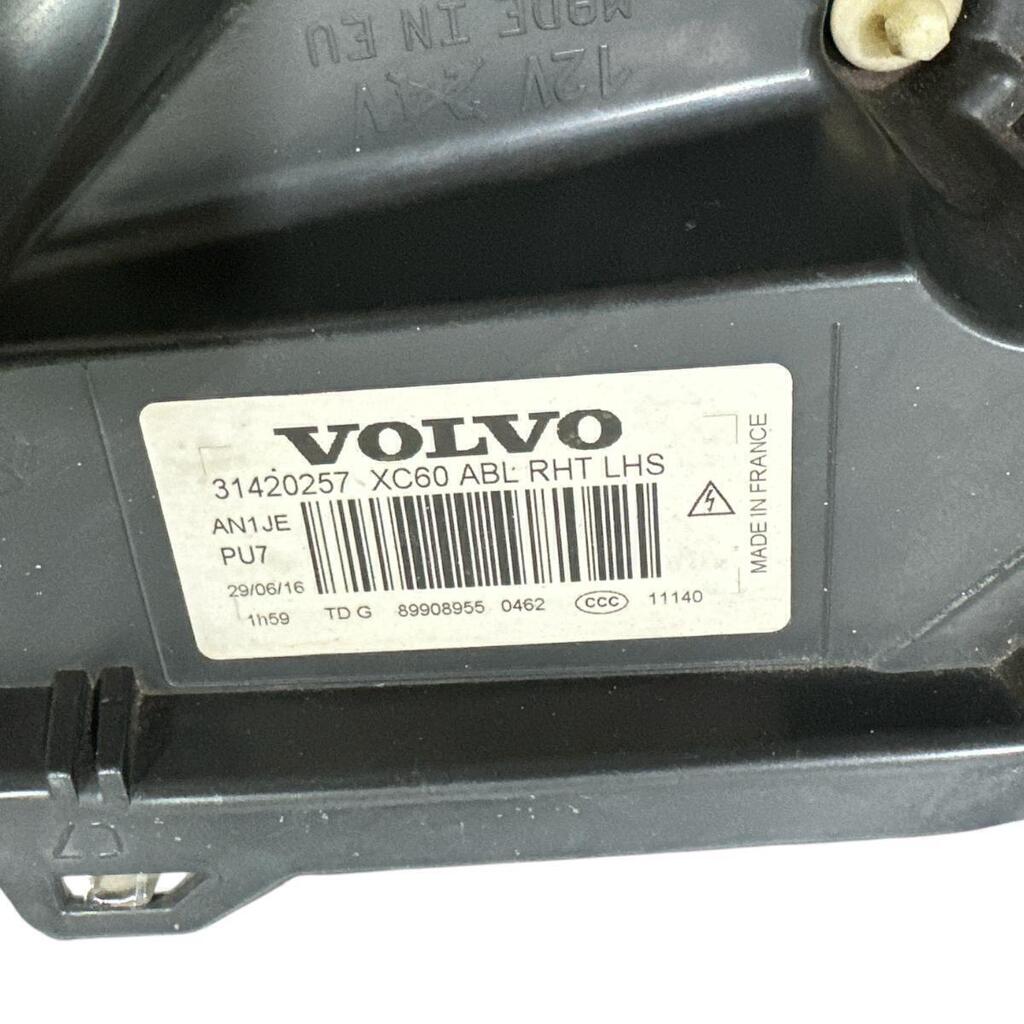 MADE IN EU
12V 24V
VOLVO
31420257 XC60 ABL RHT LHS
AN1JE
PU7
29/06/16
1h59 TD G 89908955 0462 CCC 11140
MADE IN FRANCE